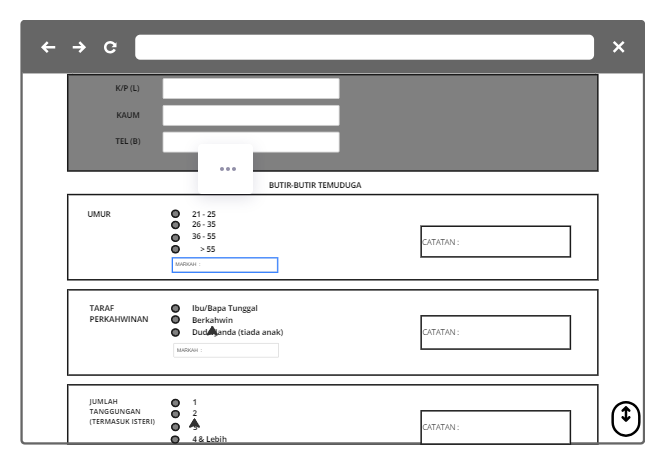 K/P (L)
KAUM
TEL (B)
BUTIR-BUTIR TEMUDUGA
UMUR
21 - 25
26 - 35
36 - 55
> 55
MARKAH :
CATATAN :
TARAF
PERKAHWINAN
Ibu/Bapa Tunggal
Berkahwin
Duda/Janda (tiada anak)
MARKAH :
CATATAN :
JUMLAH
TANGGUNGAN
(TERMASUK ISTERI)
1
2
3
4 & Lebih
CATATAN :